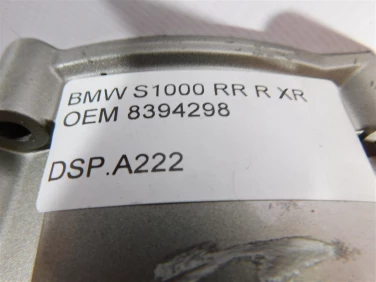 BMW S1000 RR R XR
OEM 8394298
DSP.A222